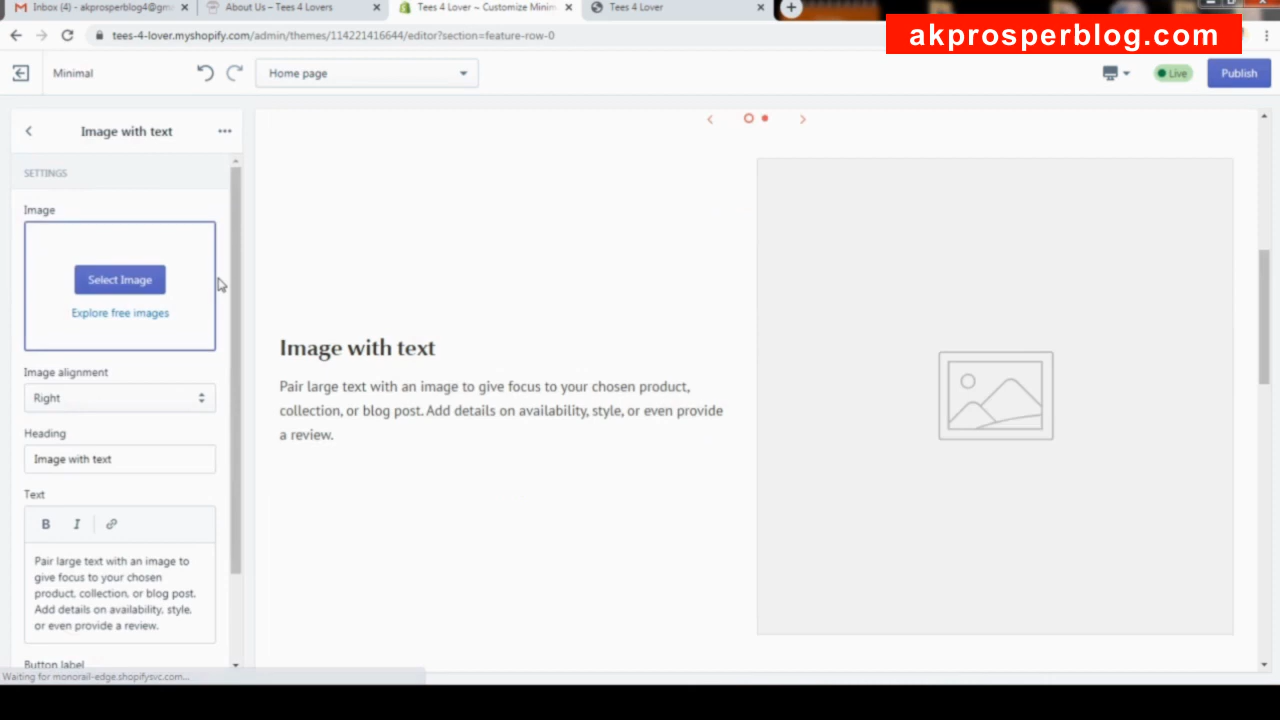 Inbox (4) - akprosperblog4@gm
About Us – Tees 4 Lovers
Tees 4 Lover ~ Customize Minim
Tees 4 Lover
tees-4-lover.myshopify.com/admin/themes/114221416644/editor?section=feature-row-0
akprosperblog.com
Minimal
Home page
Live
Publish
Image with text
SETTINGS
Image
Select Image
Explore free images
Image alignment
Right
Heading
Image with text
Text
B I
Pair large text with an image to
give focus to your chosen
product, collection, or blog post.
Add details on availability, style,
or even provide a review.
Button label
Image with text
Pair large text with an image to give focus to your chosen product,
collection, or blog post. Add details on availability, style, or even provide
a review.
Waiting for monorail-edge.shopifysvc.com...